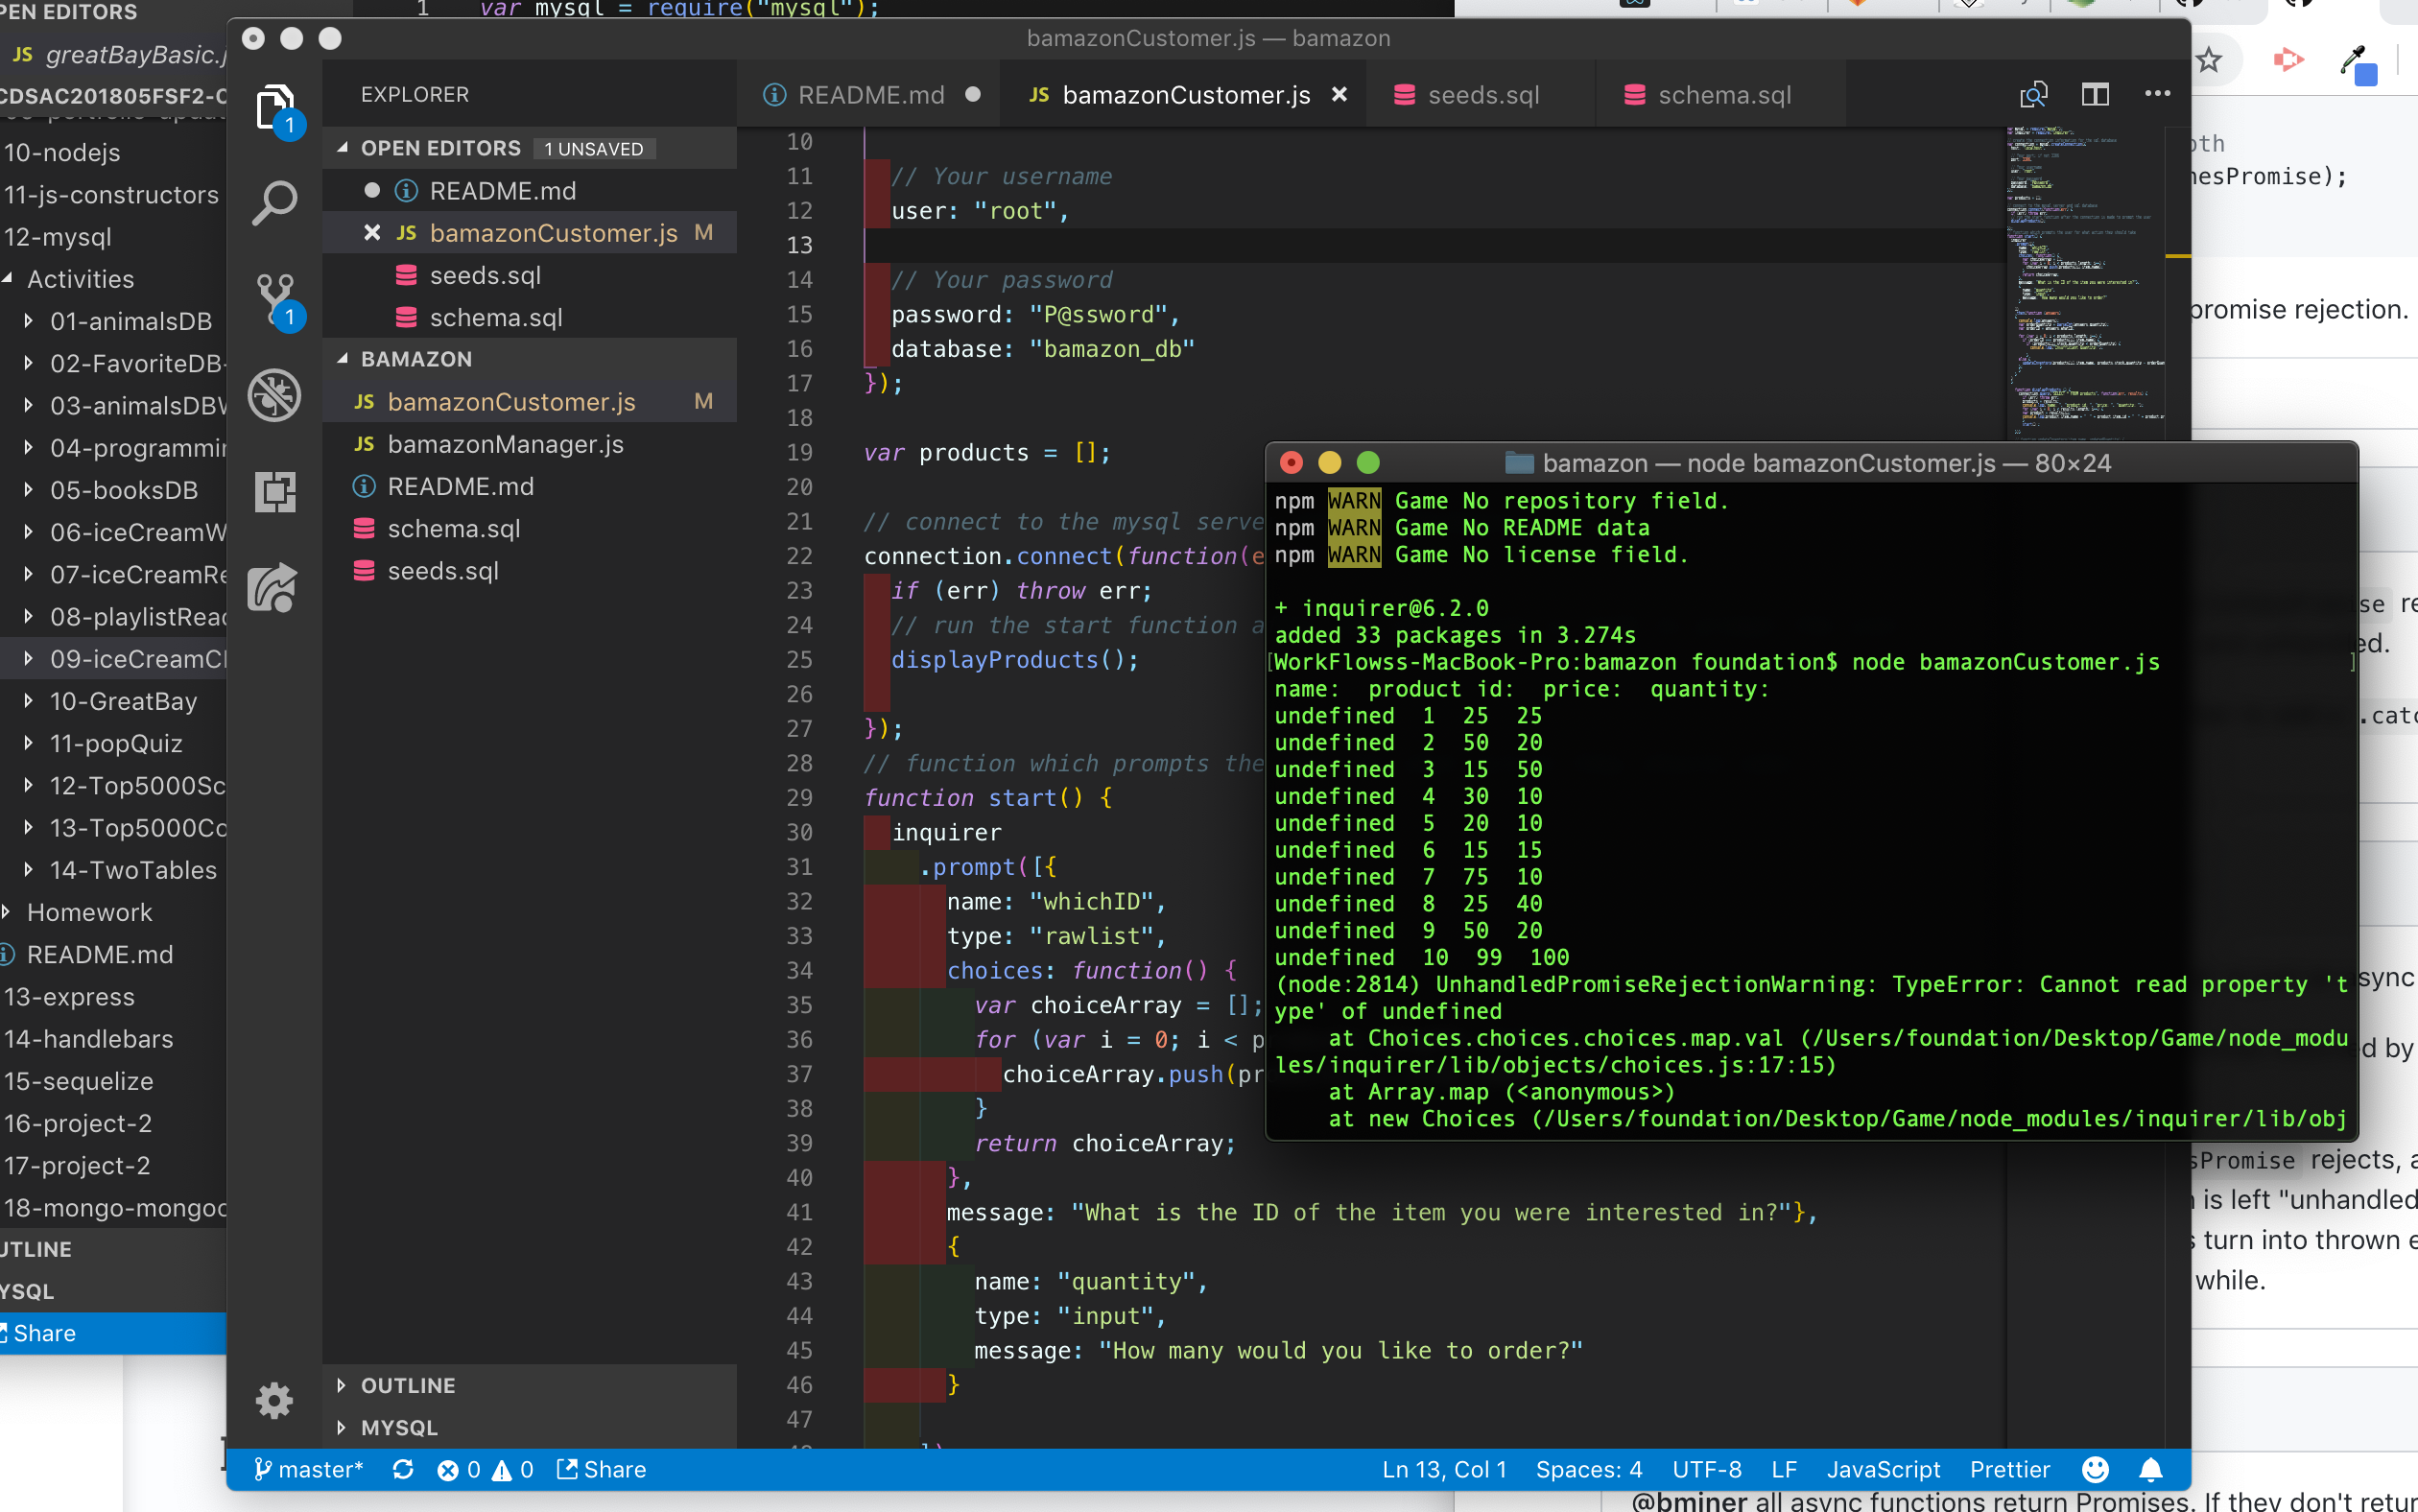 PEN EDITORS
JS greatBayBasic.j
CDSAC201805FSF2-C
10-nodejs
11-js-constructors
12-mysql
Activities
01-animalsDB
02-FavoriteDB-
03-animalsDBW
04-programmin
05-booksDB
06-iceCreamW
07-iceCreamRe
08-playlistRead
09-iceCreamCl
10-GreatBay
11-popQuiz
12-Top5000Sc
13-Top5000Co
14-TwoTables
Homework
README.md
13-express
14-handlebars
15-sequelize
16-project-2
17-project-2
18-mongo-mongoo
UTLINE
YSQL
Share
1 var mysql = require("mysql");
bamazonCustomer.js — bamazon
EXPLORER
OPEN EDITORS 1 UNSAVED
README.md
JS bamazonCustomer.js M
seeds.sql
schema.sql
BAMAZON
JS bamazonCustomer.js M
JS bamazonManager.js
README.md
schema.sql
seeds.sql
OUTLINE
MYSQL
1
1
README.md
JS bamazonCustomer.js
seeds.sql
schema.sql
10
11 // Your username
12 user: "root",
13
14 // Your password
15 password: "P@ssword",
16 database: "bamazon_db"
17 });
18
19 var products = [];
20
21 // connect to the mysql serve
22 connection.connect(function(e
23 if (err) throw err;
24 // run the start function a
25 displayProducts();
26
27 });
28 // function which prompts the
29 function start() {
30 inquirer
31 .prompt([{
32 name: "whichID",
33 type: "rawlist",
34 choices: function() {
35 var choiceArray = [];
36 for (var i = 0; i < p
37 choiceArray.push(pr
38 }
39 return choiceArray;
40 },
41 message: "What is the ID of the item you were interested in?"},
42 {
43 name: "quantity",
44 type: "input",
45 message: "How many would you like to order?"
46 }
47
bamazon — node bamazonCustomer.js — 80×24
npm WARN Game No repository field.
npm WARN Game No README data
npm WARN Game No license field.
+ inquirer@6.2.0
added 33 packages in 3.274s
[WorkFlowss-MacBook-Pro:bamazon foundation$ node bamazonCustomer.js ]
name: product id: price: quantity:
undefined 1 25 25
undefined 2 50 20
undefined 3 15 50
undefined 4 30 10
undefined 5 20 10
undefined 6 15 15
undefined 7 75 10
undefined 8 25 40
undefined 9 50 20
undefined 10 99 100
(node:2814) UnhandledPromiseRejectionWarning: TypeError: Cannot read property 't
ype' of undefined
at Choices.choices.choices.map.val (/Users/foundation/Desktop/Game/node_modu
les/inquirer/lib/objects/choices.js:17:15)
at Array.map (<anonymous>)
at new Choices (/Users/foundation/Desktop/Game/node_modules/inquirer/lib/obj
master* 0 0 Share
Ln 13, Col 1 Spaces: 4 UTF-8 LF JavaScript Prettier
oth
nesPromise);
promise rejection.
se re
ed.
.catc
sync
d by
sPromise rejects, a
is left "unhandled
s turn into thrown e
while.
@bminer all async functions return Promises. If they don't retur